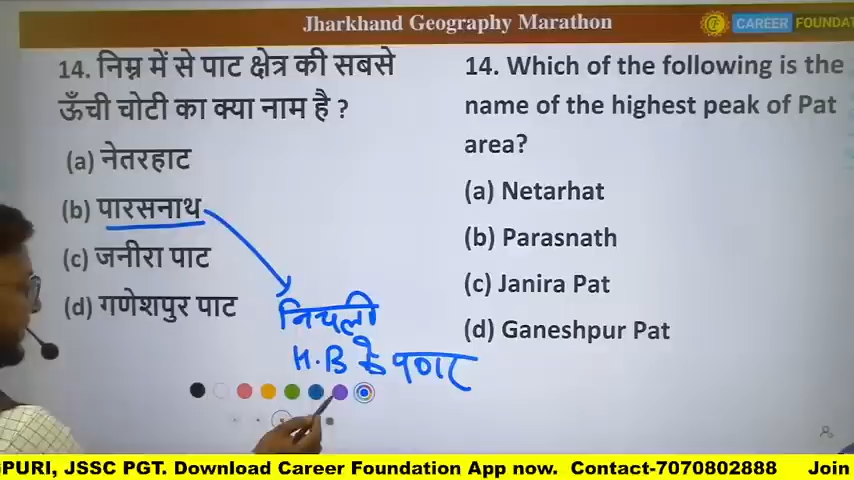 Jharkhand Geography Marathon
CAREER FOUNDAT
14. निम्न में से पाट क्षेत्र की सबसे
ऊँची चोटी का क्या नाम है ?
(a) नेतरहाट
(b) पारसनाथ
(c) जनीरा पाट
(d) गणेशपुर पाट
निचली
H.B के पठार
14. Which of the following is the
name of the highest peak of Pat
area?
(a) Netarhat
(b) Parasnath
(c) Janira Pat
(d) Ganeshpur Pat
GPURI, JSSC PGT. Download Career Foundation App now. Contact-7070802888 Join